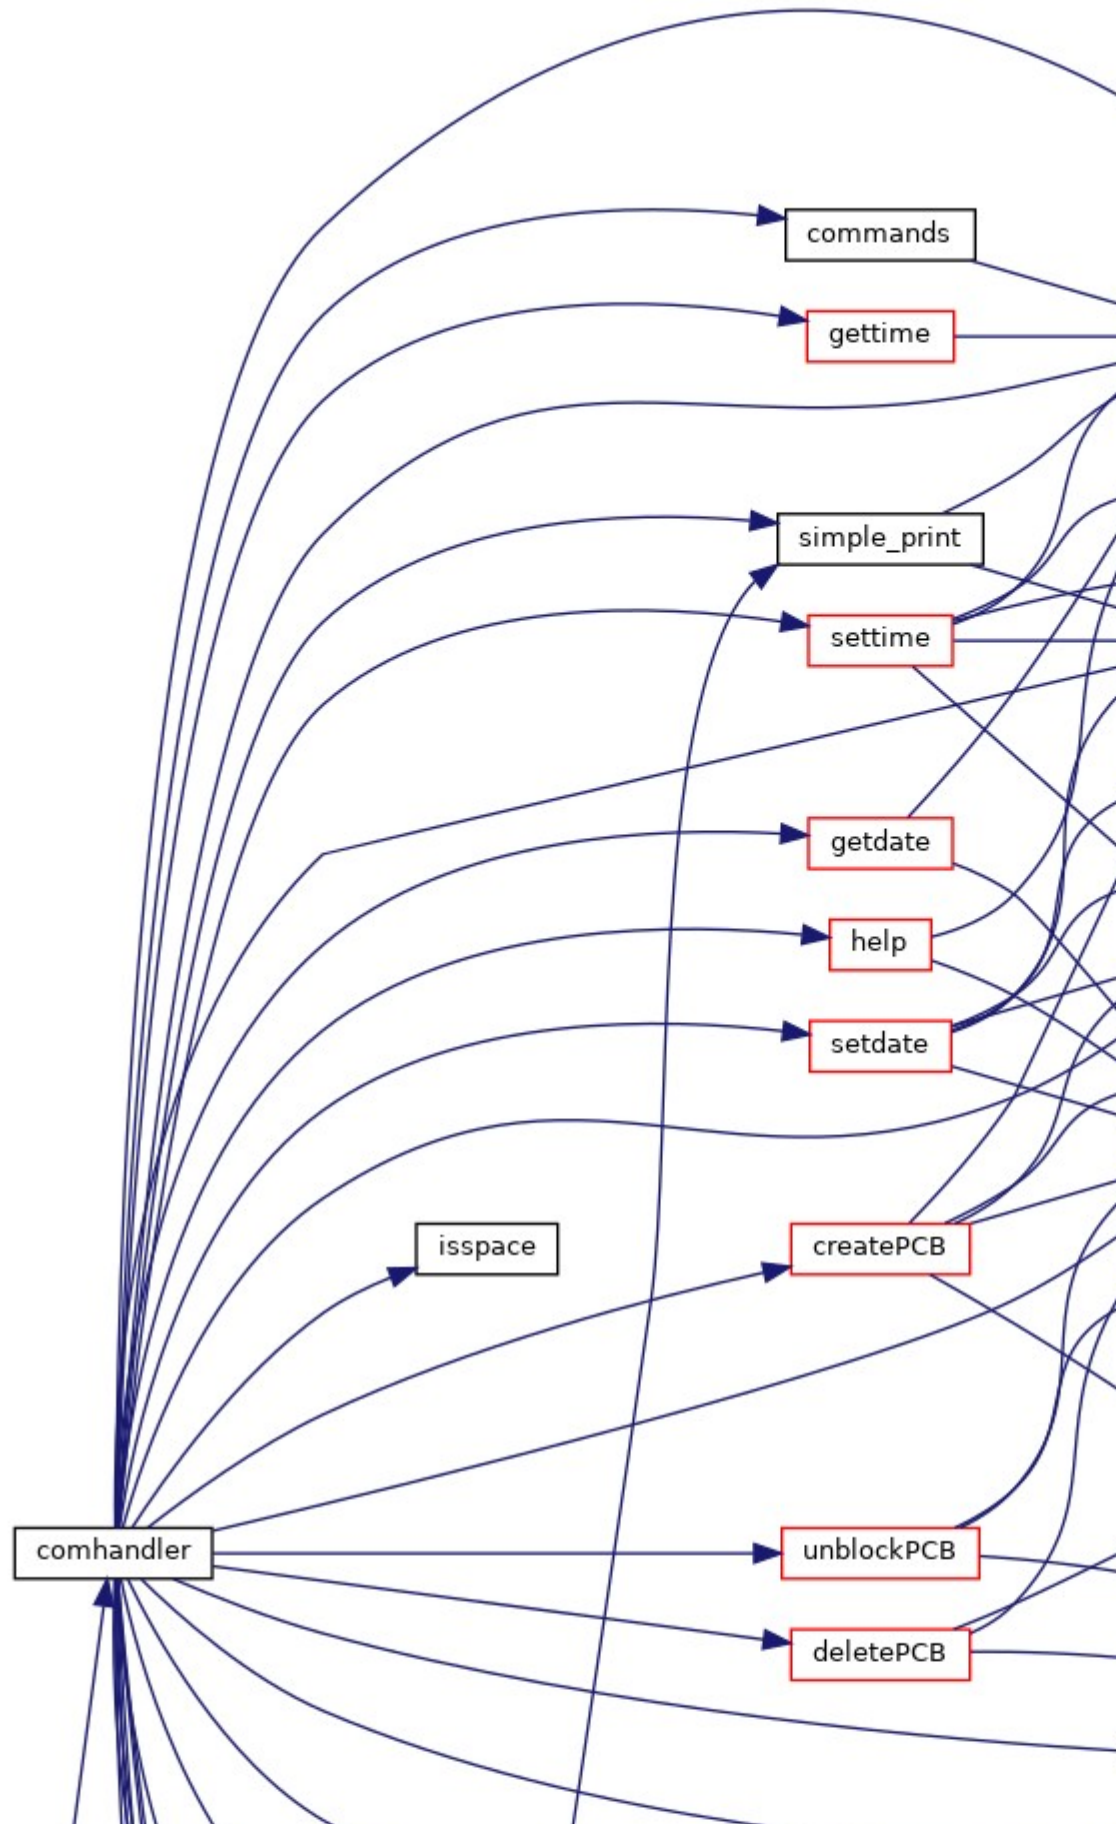 commands
gettime
simple_print
settime
getdate
help
setdate
isspace
createPCB
comhandler
unblockPCB
deletePCB